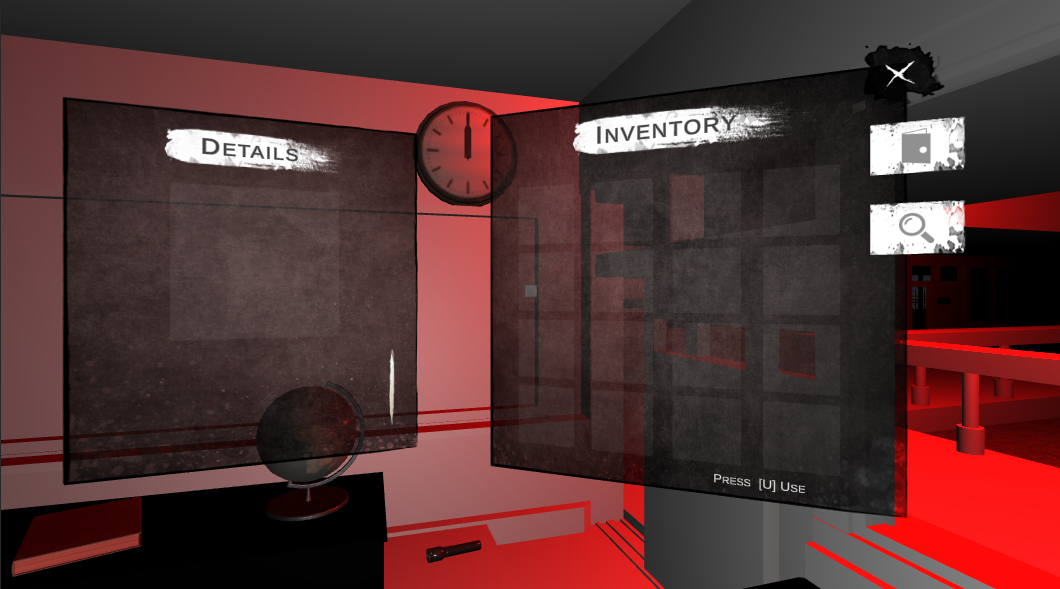 DETAILS
INVENTORY
PRESS [U] USE